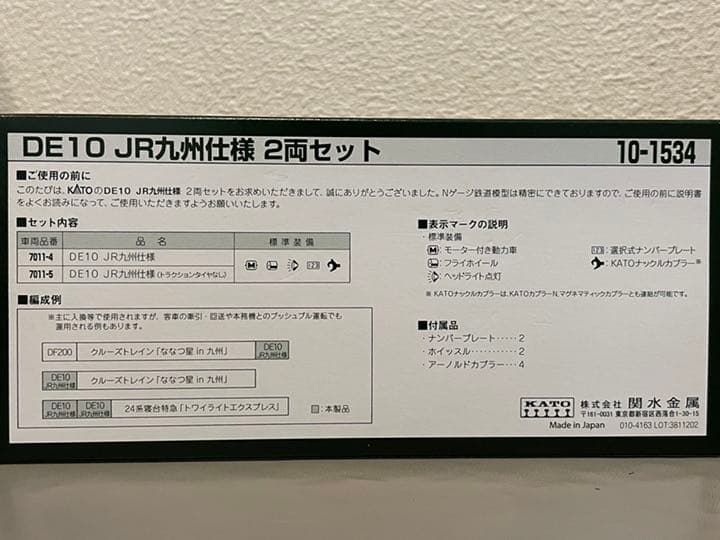 DE10 JR九州仕様 2両セット
10-1534
■ご使用の前に
このたびは、KATOのDE10 JR九州仕様 2両セットをお求めいただきまして、誠にありがとうございました。Nゲージ鉄道模型は精密にできておりますので、ご使用の前に説明書
をよくお読みになって、ご使用いただきますようお願いいたします。
■セット内容
車両品番 品名 標準装備
7011-4 DE10 JR九州仕様
7011-5 DE10 JR九州仕様(トラクションタイヤなし)
■編成例
※主に入換等で使用されますが、客車の牽引・回送や本務機とのプッシュプル運転でも
運用される例もあります。
DF200 クルーズトレイン「ななつ星 in 九州」 DE10 JR九州仕様
DE10 JR九州仕様 クルーズトレイン「ななつ星 in 九州」
DE10 JR九州仕様 DE10 JR九州仕様 24系寝台特急「トワイライトエクスプレス」
:本製品
■表示マークの説明
・標準装備
M:モーター付き動力車
:選択式ナンバープレート
:フライホイール
:KATOナックルカプラー※
:ヘッドライト点灯
※KATOナックルカプラーは、KATOカプラーN、マグネマティックカプラーとも連結が可能です。
■付属品
・ナンバープレート‥‥‥2
・ホイッスル‥‥‥‥‥2
・アーノルドカプラー‥‥4
KATO 株式会社 関水金属
〒161-0031 東京都新宿区西落合1-30-15
Made in Japan 010-4163 LOT:3811202